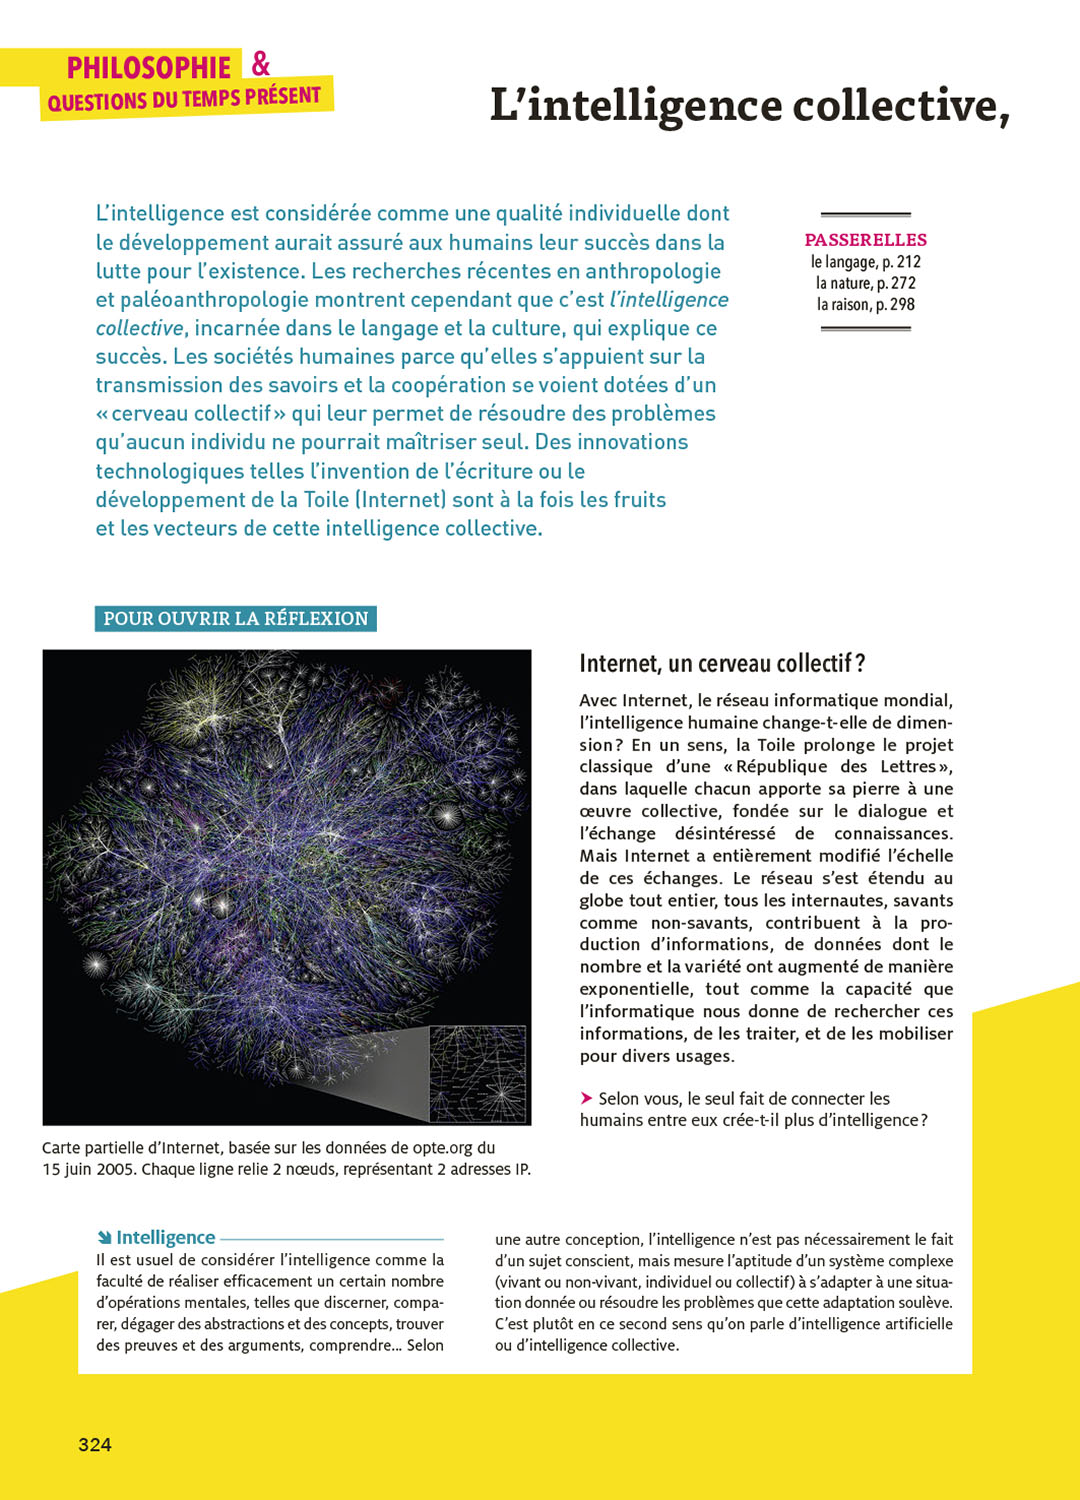 PHILOSOPHIE &
QUESTIONS DU TEMPS PRÉSENT
L’intelligence collective,
L’intelligence est considérée comme une qualité individuelle dont
le développement aurait assuré aux humains leur succès dans la
lutte pour l’existence. Les recherches récentes en anthropologie
et paléoanthropologie montrent cependant que c’est l’intelligence
collective, incarnée dans le langage et la culture, qui explique ce
succès. Les sociétés humaines parce qu’elles s’appuient sur la
transmission des savoirs et la coopération se voient dotées d’un
« cerveau collectif » qui leur permet de résoudre des problèmes
qu’aucun individu ne pourrait maîtriser seul. Des innovations
technologiques telles l’invention de l’écriture ou le
développement de la Toile (Internet) sont à la fois les fruits
et les vecteurs de cette intelligence collective.
PASSERELLES
le langage, p. 212
la nature, p. 272
la raison, p. 298
POUR OUVRIR LA RÉFLEXION
Carte partielle d’Internet, basée sur les données de opte.org du
15 juin 2005. Chaque ligne relie 2 nœuds, représentant 2 adresses IP.
Internet, un cerveau collectif ?
Avec Internet, le réseau informatique mondial,
l’intelligence humaine change-t-elle de dimen-
sion ? En un sens, la Toile prolonge le projet
classique d’une « République des Lettres »,
dans laquelle chacun apporte sa pierre à une
œuvre collective, fondée sur le dialogue et
l’échange désintéressé de connaissances.
Mais Internet a entièrement modifié l’échelle
de ces échanges. Le réseau s’est étendu au
globe tout entier, tous les internautes, savants
comme non-savants, contribuent à la pro-
duction d’informations, de données dont le
nombre et la variété ont augmenté de manière
exponentielle, tout comme la capacité que
l’informatique nous donne de rechercher ces
informations, de les traiter, et de les mobiliser
pour divers usages.
➤ Selon vous, le seul fait de connecter les
humains entre eux crée-t-il plus d’intelligence ?
Intelligence
Il est usuel de considérer l’intelligence comme la
faculté de réaliser efficacement un certain nombre
d’opérations mentales, telles que discerner, compa-
rer, dégager des abstractions et des concepts, trouver
des preuves et des arguments, comprendre... Selon
une autre conception, l’intelligence n’est pas nécessairement le fait
d’un sujet conscient, mais mesure l’aptitude d’un système complexe
(vivant ou non-vivant, individuel ou collectif) à s’adapter à une situa-
tion donnée ou résoudre les problèmes que cette adaptation soulève.
C’est plutôt en ce second sens qu’on parle d’intelligence artificielle
ou d’intelligence collective.
324